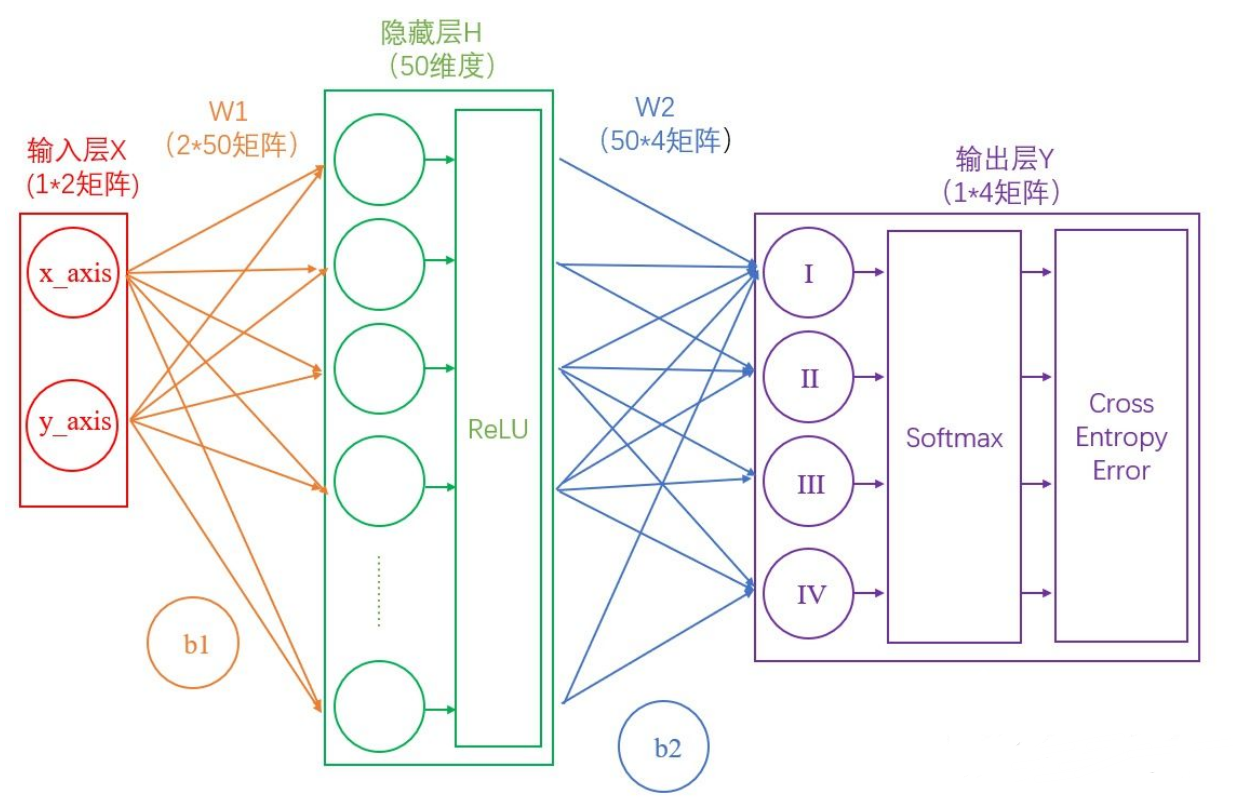 隐藏层H
（50维度）
W1
（2*50矩阵）
W2
（50*4矩阵）
输入层X
(1*2矩阵)
输出层Y
（1*4矩阵）
x_axis
y_axis
ReLU
I
II
III
IV
Softmax
Cross
Entropy
Error
b1
b2